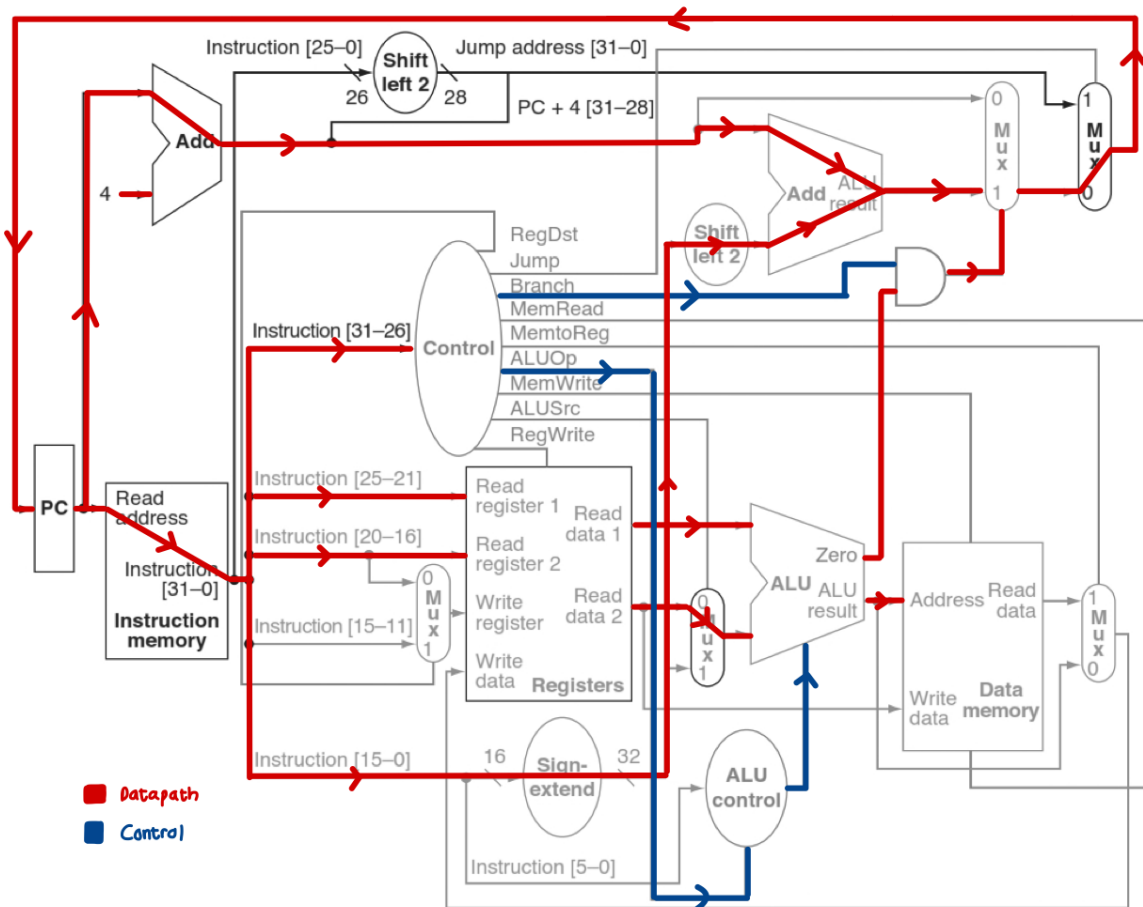 Instruction [25–0]
Shift
left 2
Jump address [31–0]
26
28
PC + 4 [31–28]
Add
4
0
M
u
x
1
1
M
u
x
0
Add
ALU
result
Shift
left 2
RegDst
Jump
Branch
MemRead
MemtoReg
ALUOp
MemWrite
ALUSrc
RegWrite
Instruction [31–26]
Control
PC
Read
address
Instruction
[31–0]
Instruction
memory
Instruction [25–21]
Instruction [20–16]
Instruction [15–11]
0
M
u
x
1
Read
register 1
Read
register 2
Write
register
Write
data
Read
data 1
Read
data 2
Registers
0
M
u
x
1
Zero
ALU
ALU
result
Address
Read
data
Write
data
Data
memory
1
M
u
x
0
Instruction [15–0]
16
Sign-
extend
32
ALU
control
Instruction [5–0]
Datapath
Control